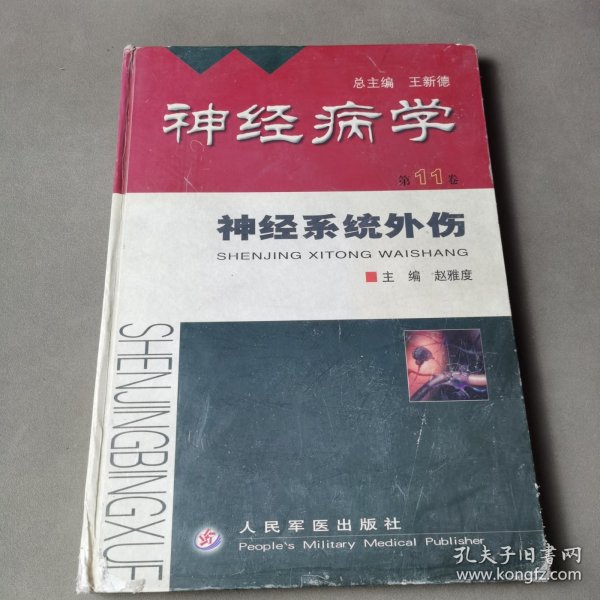 总主编 王新德
神经病学
第11卷
神经系统外伤
SHENJING XITONG WAISHANG
主 编 赵雅度
SHENJINGBINGXUE
人民军医出版社
People's Military Medical Publisher
孔夫子旧书网
www.kongfz.com